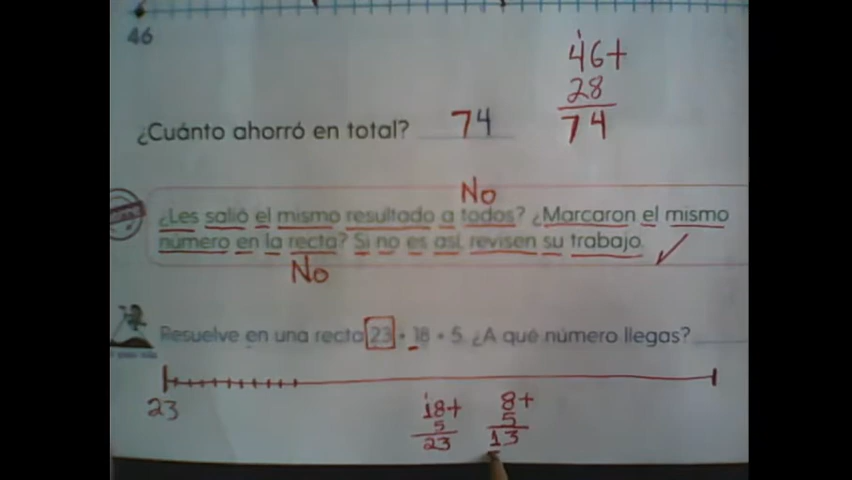 46
46+
28
74
¿Cuánto ahorró en total? 74
No
¿Les salió el mismo resultado a todos? ¿Marcaron el mismo
número en la recta? Si no es así, revisen su trabajo.
No
Resuelve en una recta 23 + 18 + 5. ¿A qué número llegas?
23
1
18+
5
23
8+
5
13